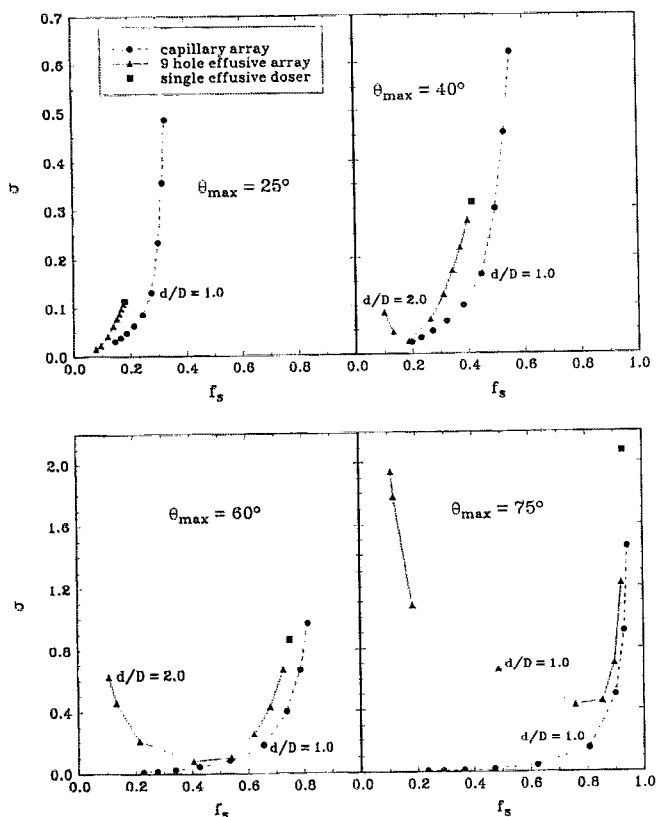 0.7
0.6
0.5
0.4
0.3
0.2
0.1
0.0
σ
capillary array
9 hole effusive array
single effusive doser
θmax = 25°
d/D = 1.0
0.0 0.2 0.4 0.6 0.8
fs
θmax = 40°
d/D = 1.0
d/D = 2.0
0.0 0.2 0.4 0.6 0.8 1.0
fs
2.0
1.6
1.2
0.8
0.4
0.0
σ
θmax = 60°
d/D = 2.0
d/D = 1.0
0.0 0.2 0.4 0.6 0.8
fs
θmax = 75°
d/D = 1.0
d/D = 1.0
0.0 0.2 0.4 0.6 0.8 1.0
fs